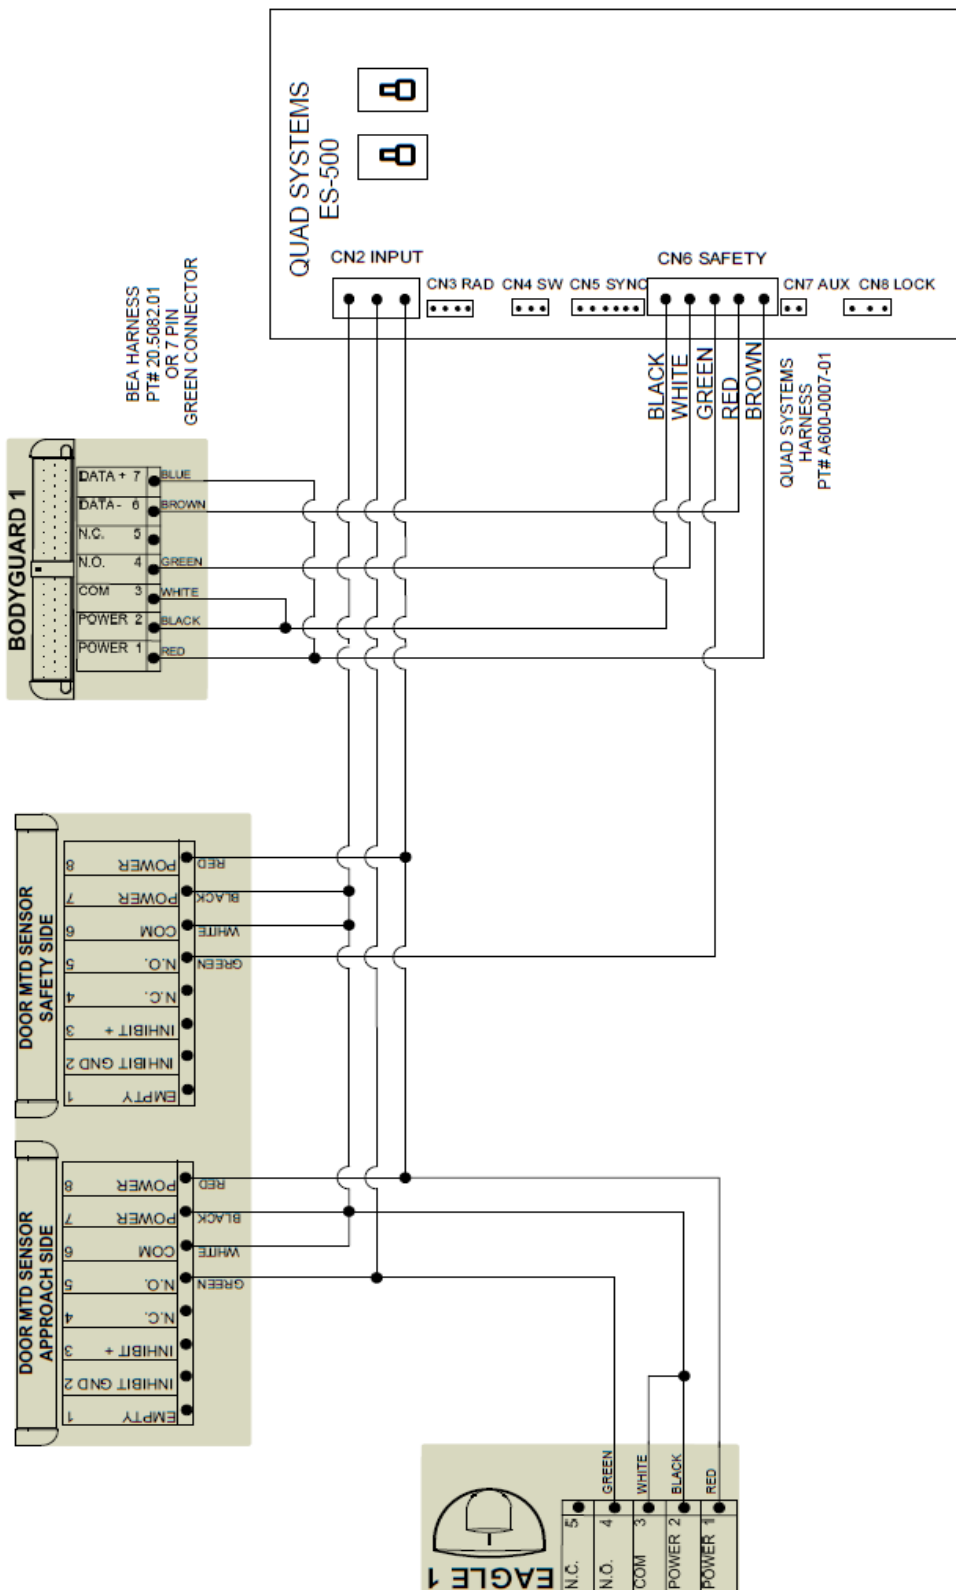 QUAD SYSTEMS
ES-500
CN2 INPUT
CN3 RAD
CN4 SW
CN5 SYNC
CN6 SAFETY
CN7 AUX
CN8 LOCK
BLACK
WHITE
GREEN
RED
BROWN
QUAD SYSTEMS
HARNESS
PT# A600-0007-01
BEA HARNESS
PT# 20.5082.01
OR 7 PIN
GREEN CONNECTOR
BODYGUARD 1
DATA + 7 BLUE
DATA - 6 BROWN
N.C. 5
N.O. 4 GREEN
COM 3 WHITE
POWER 2 BLACK
POWER 1 RED
DOOR MTD SENSOR
SAFETY SIDE
8 POWER RED
7 POWER BLACK
6 COM WHITE
5 N.O. GREEN
4 N.C.
3 INHIBIT +
INHIBIT GND 2
1 EMPTY
DOOR MTD SENSOR
APPROACH SIDE
8 POWER RED
7 POWER BLACK
6 COM WHITE
5 N.O. GREEN
4 N.C.
3 INHIBIT +
INHIBIT GND 2
1 EMPTY
EAGLE 1
N.C. 5
N.O. 4 GREEN
COM 3 WHITE
POWER 2 BLACK
POWER 1 RED